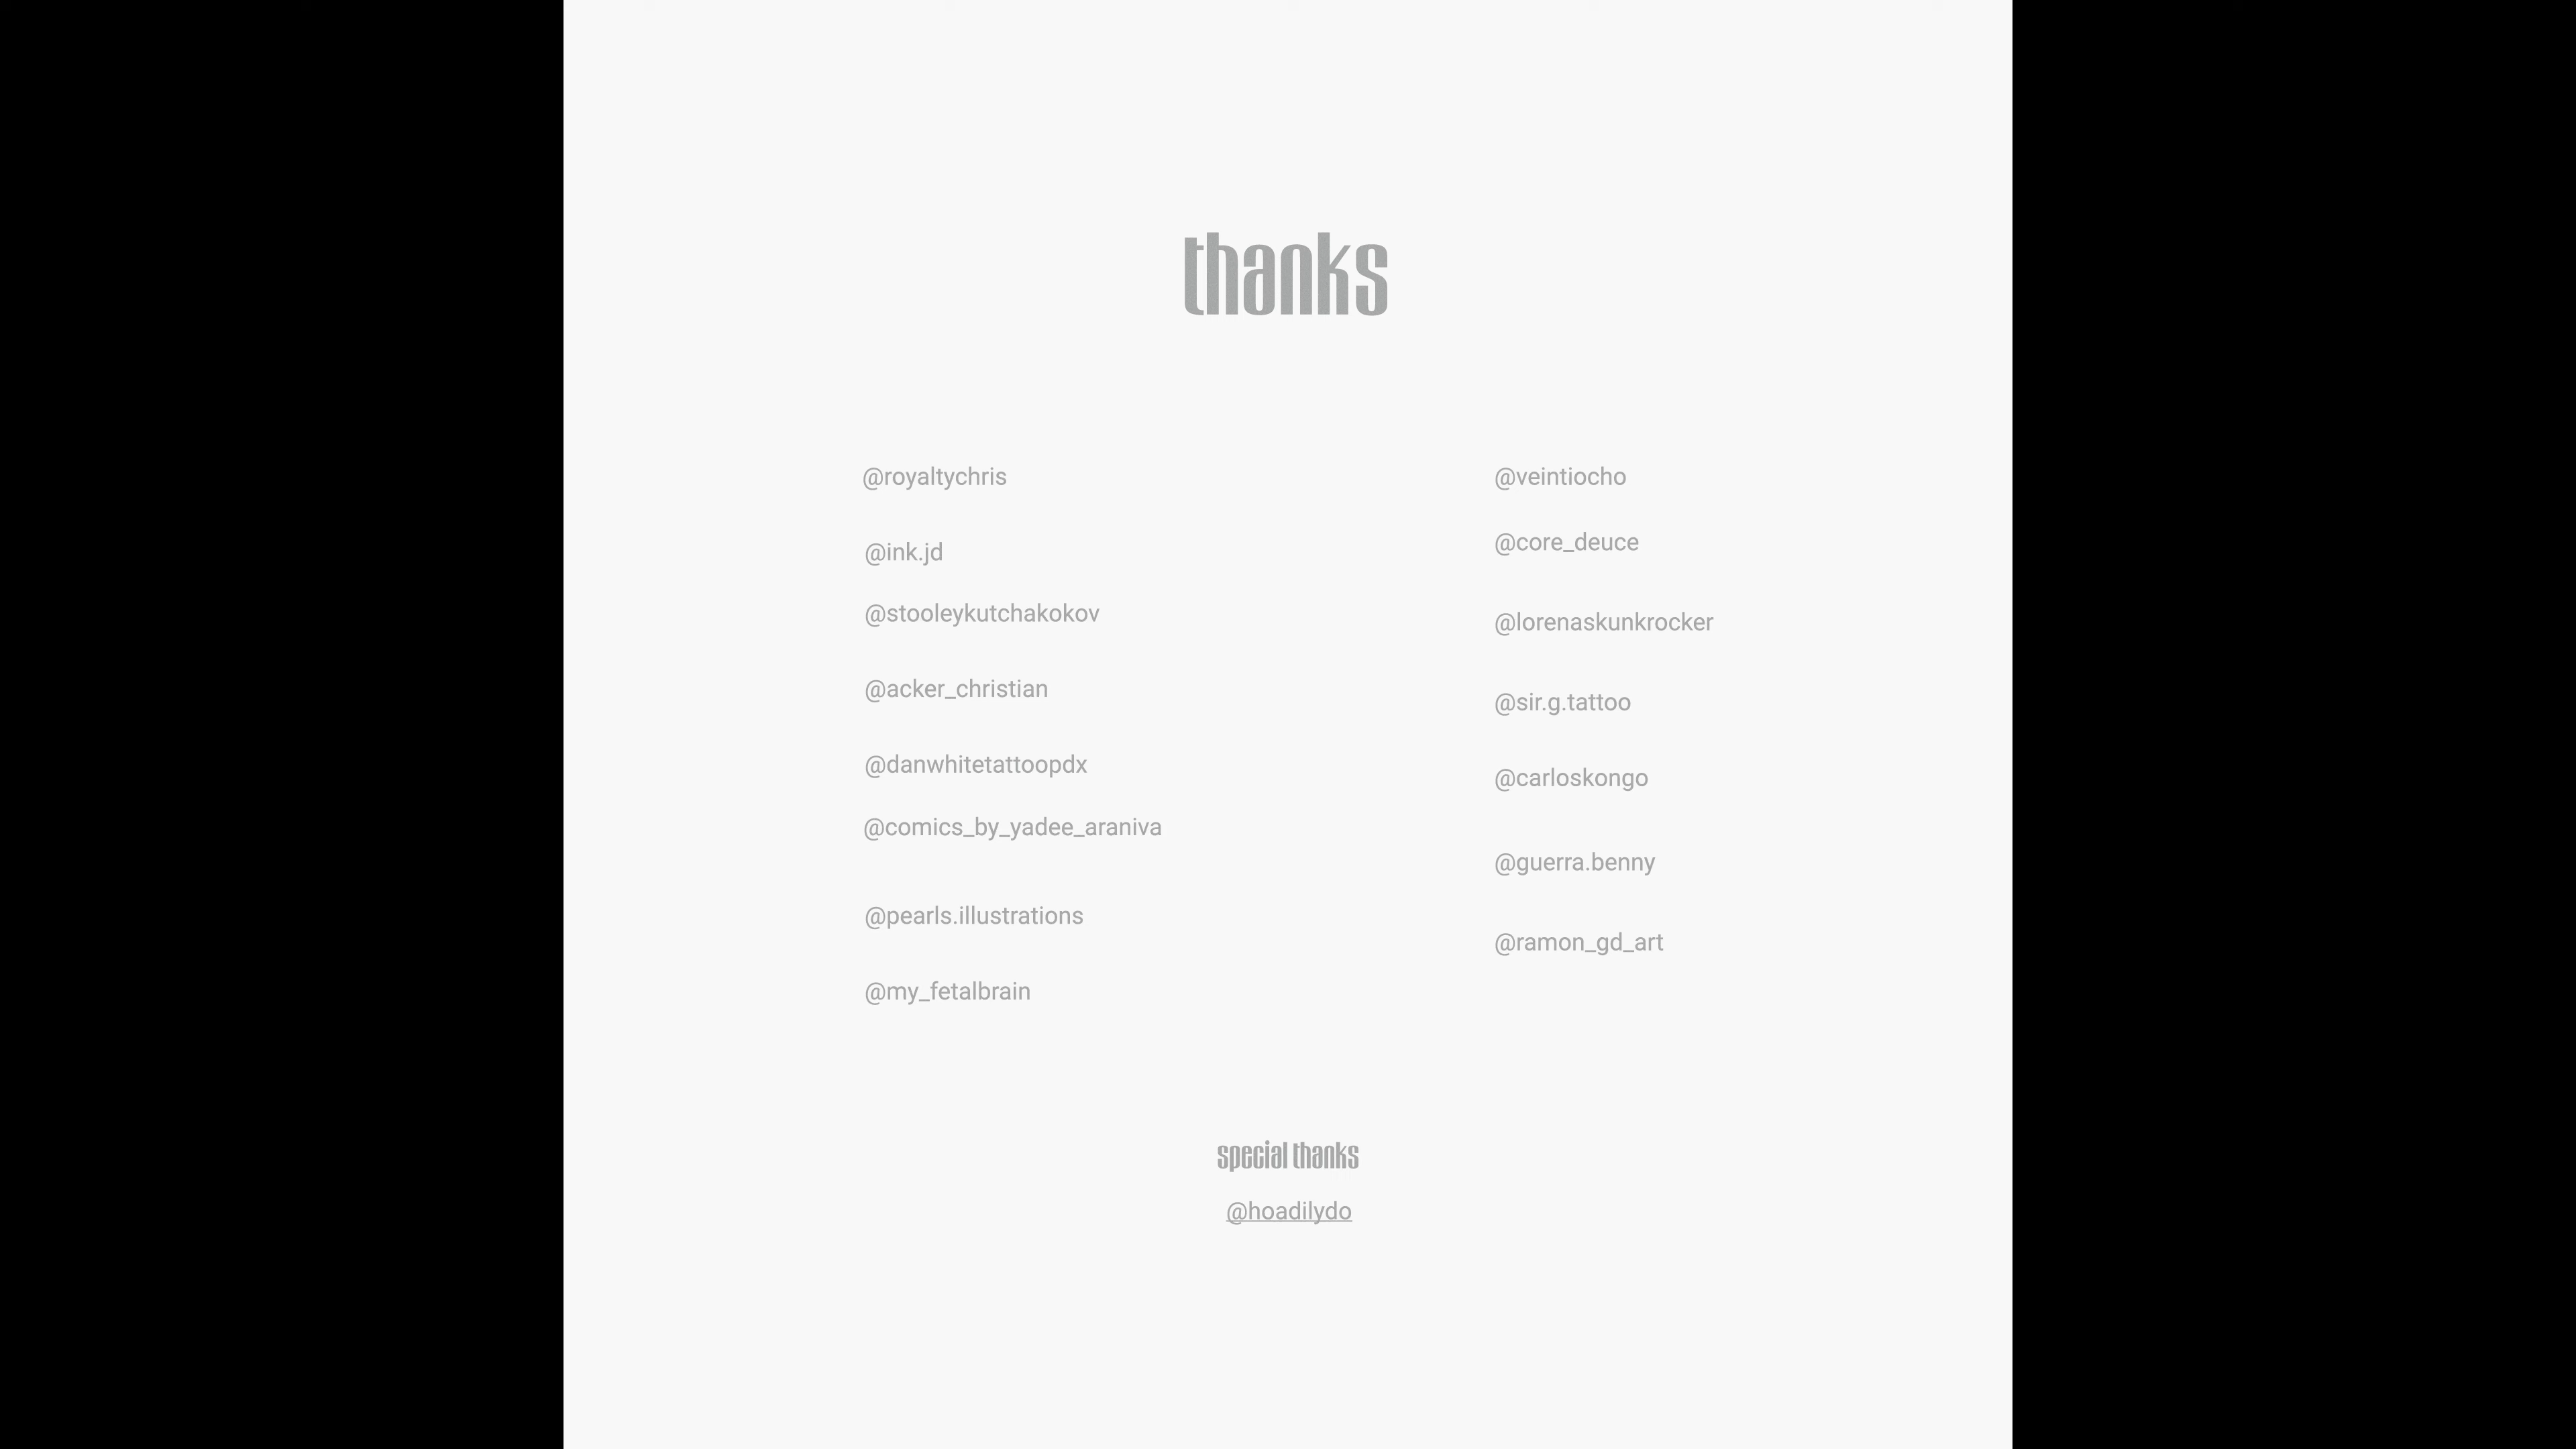 thanks
@royaltychris
@ink.jd
@stooleykutchakokov
@acker_christian
@danwhitetattoopdx
@comics_by_yadee_araniva
@pearls.illustrations
@my_fetalbrain
@veintiocho
@core_deuce
@lorenaskunkrocker
@sir.g.tattoo
@carloskongo
@guerra.benny
@ramon_gd_art
special thanks
@hoadilydo